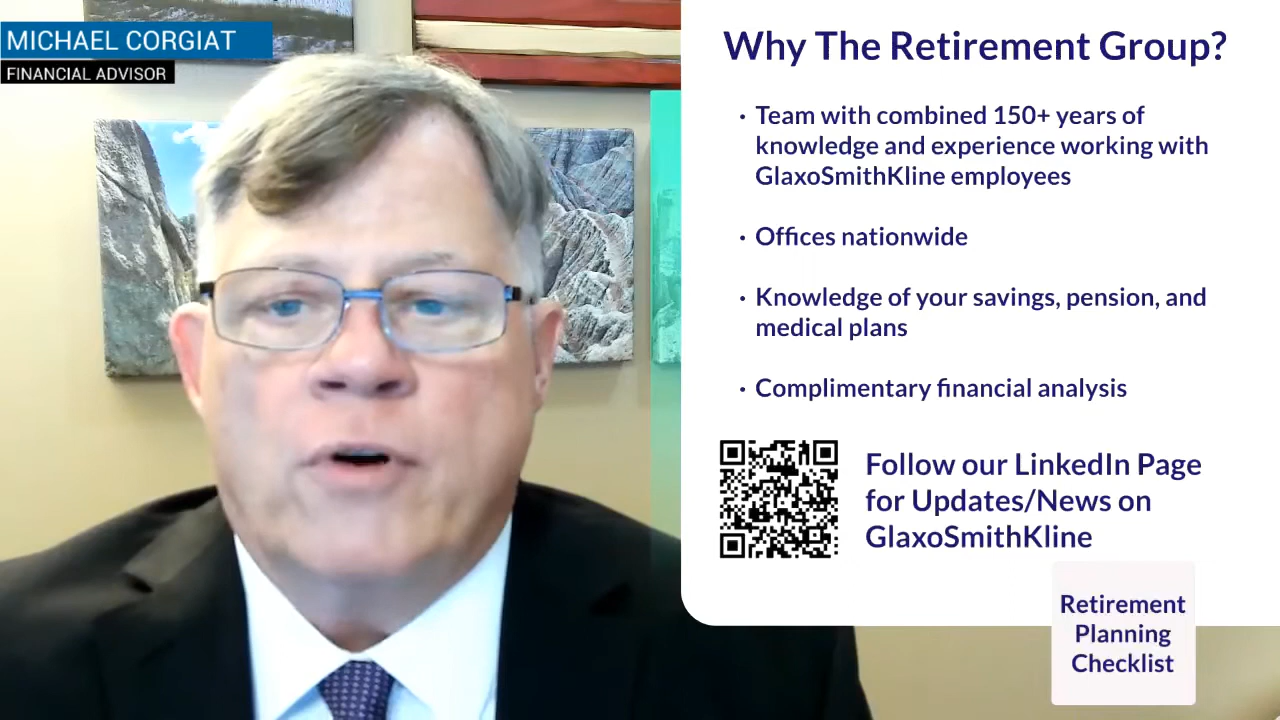 MICHAEL CORGIAT
FINANCIAL ADVISOR
Why The Retirement Group?
· Team with combined 150+ years of
knowledge and experience working with
GlaxoSmithKline employees
· Offices nationwide
· Knowledge of your savings, pension, and
medical plans
· Complimentary financial analysis
Follow our LinkedIn Page
for Updates/News on
GlaxoSmithKline
Retirement
Planning
Checklist